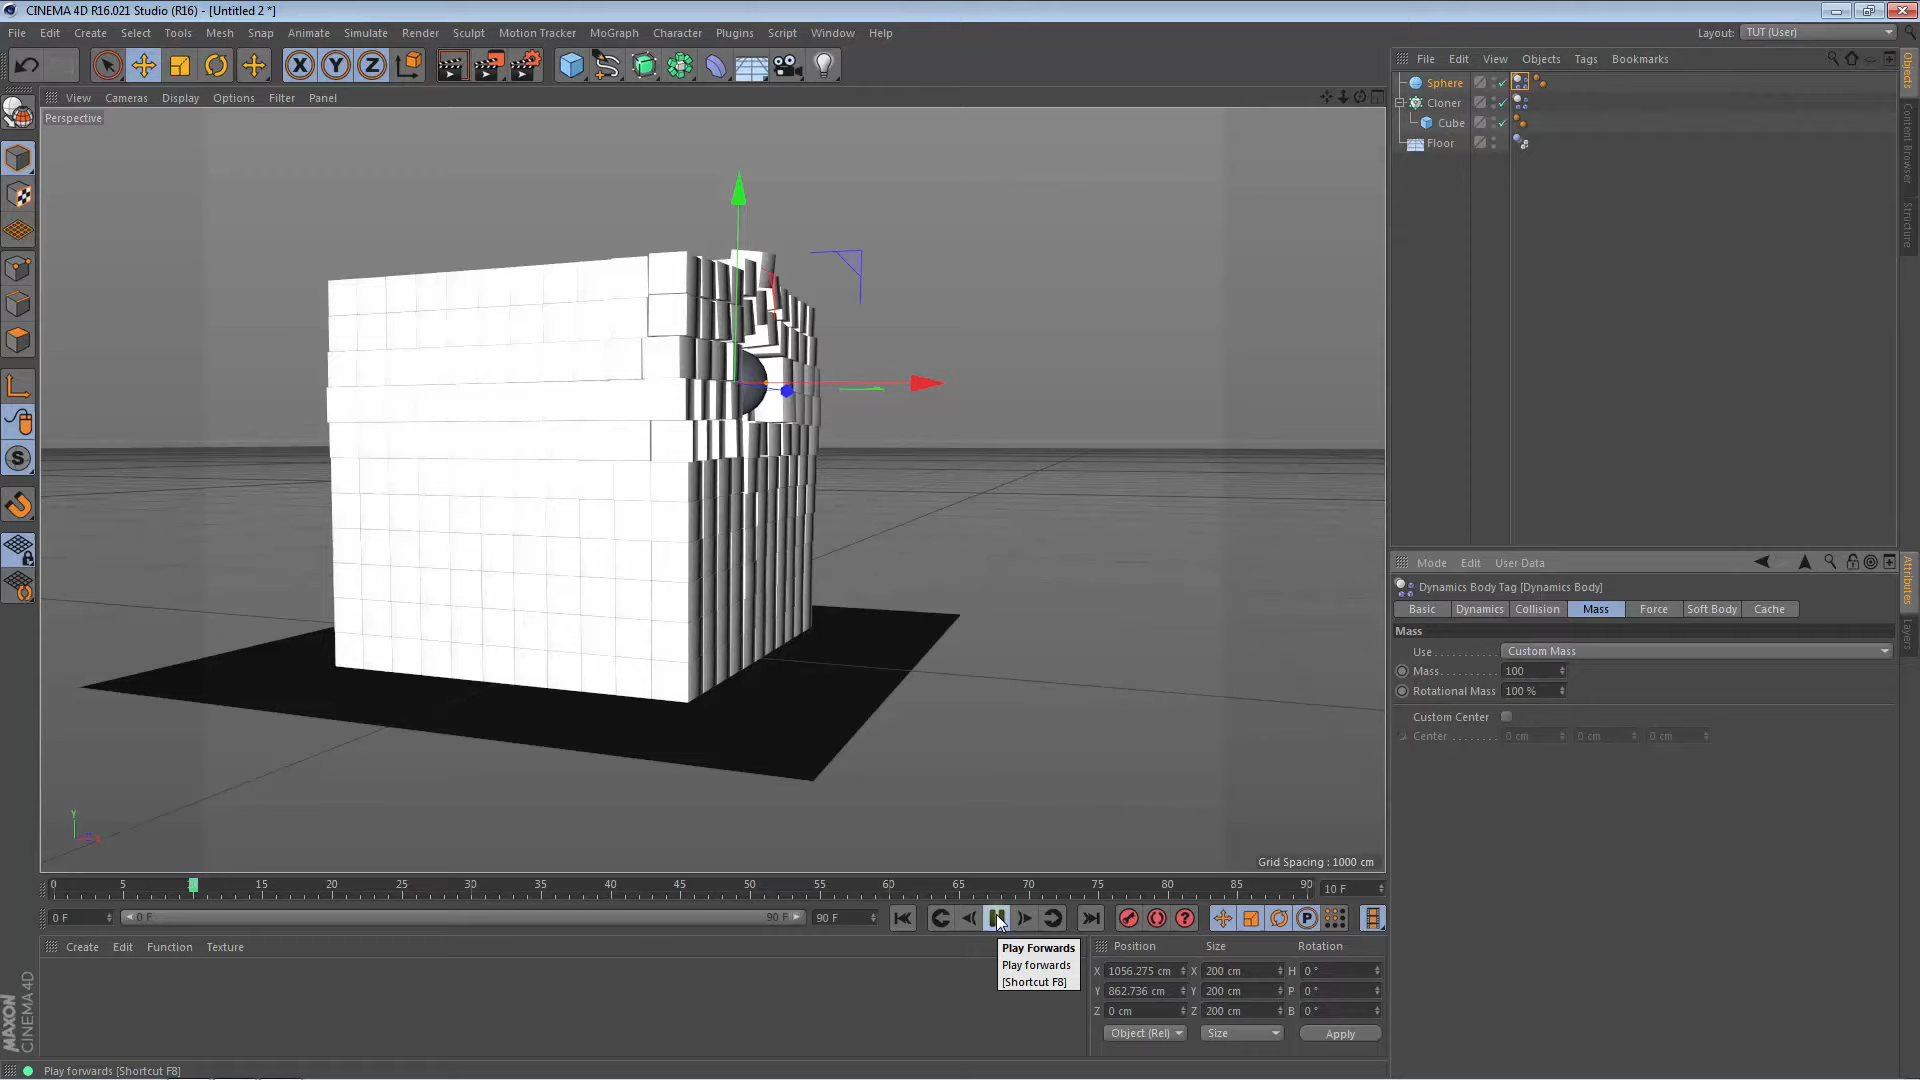 CINEMA 4D R16.021 Studio (R16) - [Untitled 2 *]
File Edit Create Select Tools Mesh Snap Animate Simulate Render Sculpt Motion Tracker MoGraph Character Plugins Script Window Help
Layout: TUT (User)
X Y Z
File Edit View Objects Tags Bookmarks
View Cameras Display Options Filter Panel
Perspective
Sphere
Cloner
Cube
Floor
Objects
Content Browser
Structure
Mode Edit User Data
Dynamics Body Tag [Dynamics Body]
Basic Dynamics Collision Mass Force Soft Body Cache
Mass
Use . . . . . . . . . . Custom Mass
Mass . . . . . . . . . 100
Rotational Mass 100 %
Custom Center
Center . . . . . . . . 0 cm 0 cm 0 cm
Attributes
Layers
S
Y
X
Grid Spacing : 1000 cm
0 5 15 20 25 30 35 40 45 50 55 60 65 70 75 80 85 90 10 F
0 F 0 F 90 F 90 F
Create Edit Function Texture
Play Forwards
Play forwards
[Shortcut F8]
Position Size Rotation
X 1056.275 cm X 200 cm H 0 °
Y 862.736 cm Y 200 cm P 0 °
Z 0 cm Z 200 cm B 0 °
Object (Rel) Size Apply
MAXON
CINEMA 4D
Play forwards [Shortcut F8]